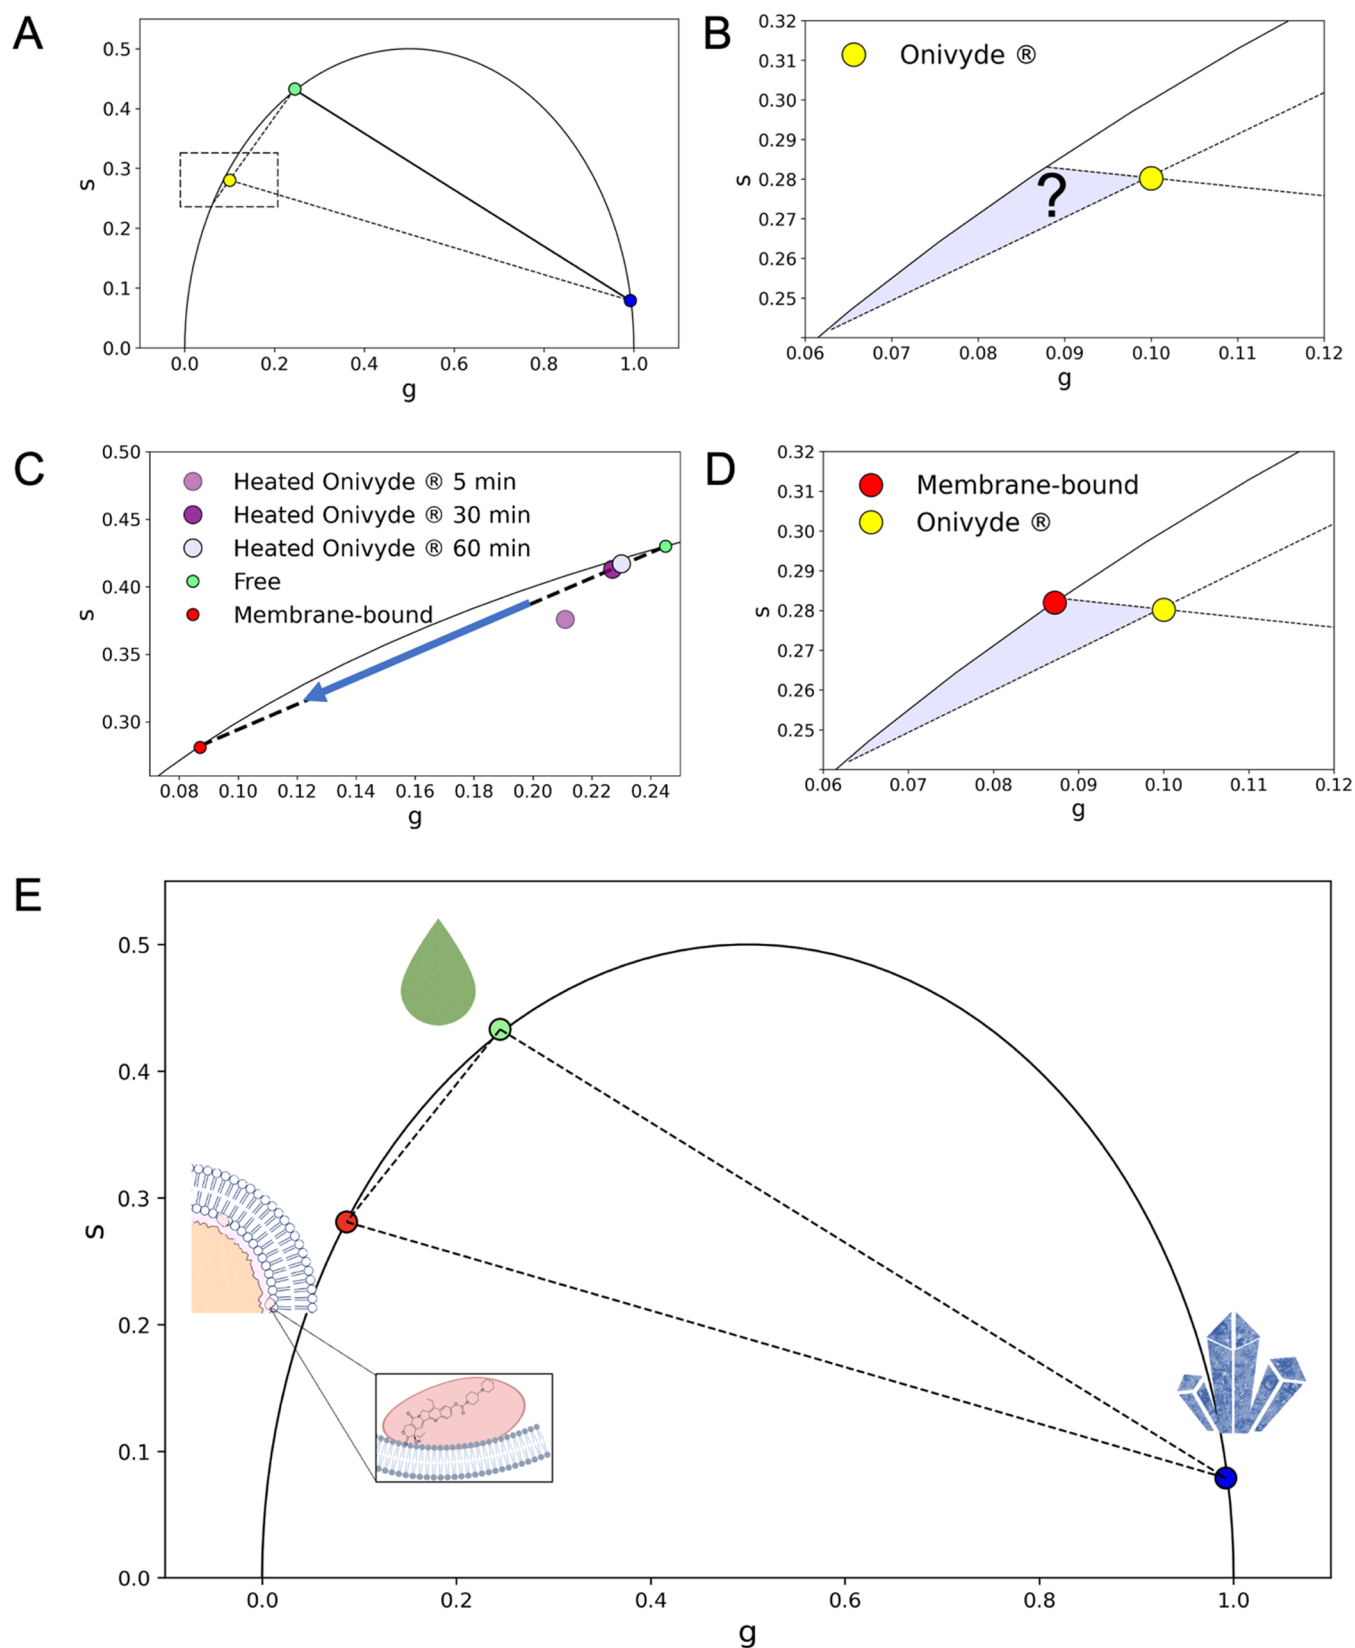 A
0.5
0.4
0.3
0.2
0.1
0.0
s
0.0 0.2 0.4 0.6 0.8 1.0
g
B
0.32
0.31
0.30
0.29
0.28
0.27
0.26
0.25
s
Onivyde ®
?
0.06 0.07 0.08 0.09 0.10 0.11 0.12
g
C
0.50
0.45
0.40
0.35
0.30
s
Heated Onivyde ® 5 min
Heated Onivyde ® 30 min
Heated Onivyde ® 60 min
Free
Membrane-bound
0.08 0.10 0.12 0.14 0.16 0.18 0.20 0.22 0.24
g
D
0.32
0.31
0.30
0.29
0.28
0.27
0.26
0.25
s
Membrane-bound
Onivyde ®
0.06 0.07 0.08 0.09 0.10 0.11 0.12
g
E
0.5
0.4
0.3
0.2
0.1
0.0
s
0.0 0.2 0.4 0.6 0.8 1.0
g